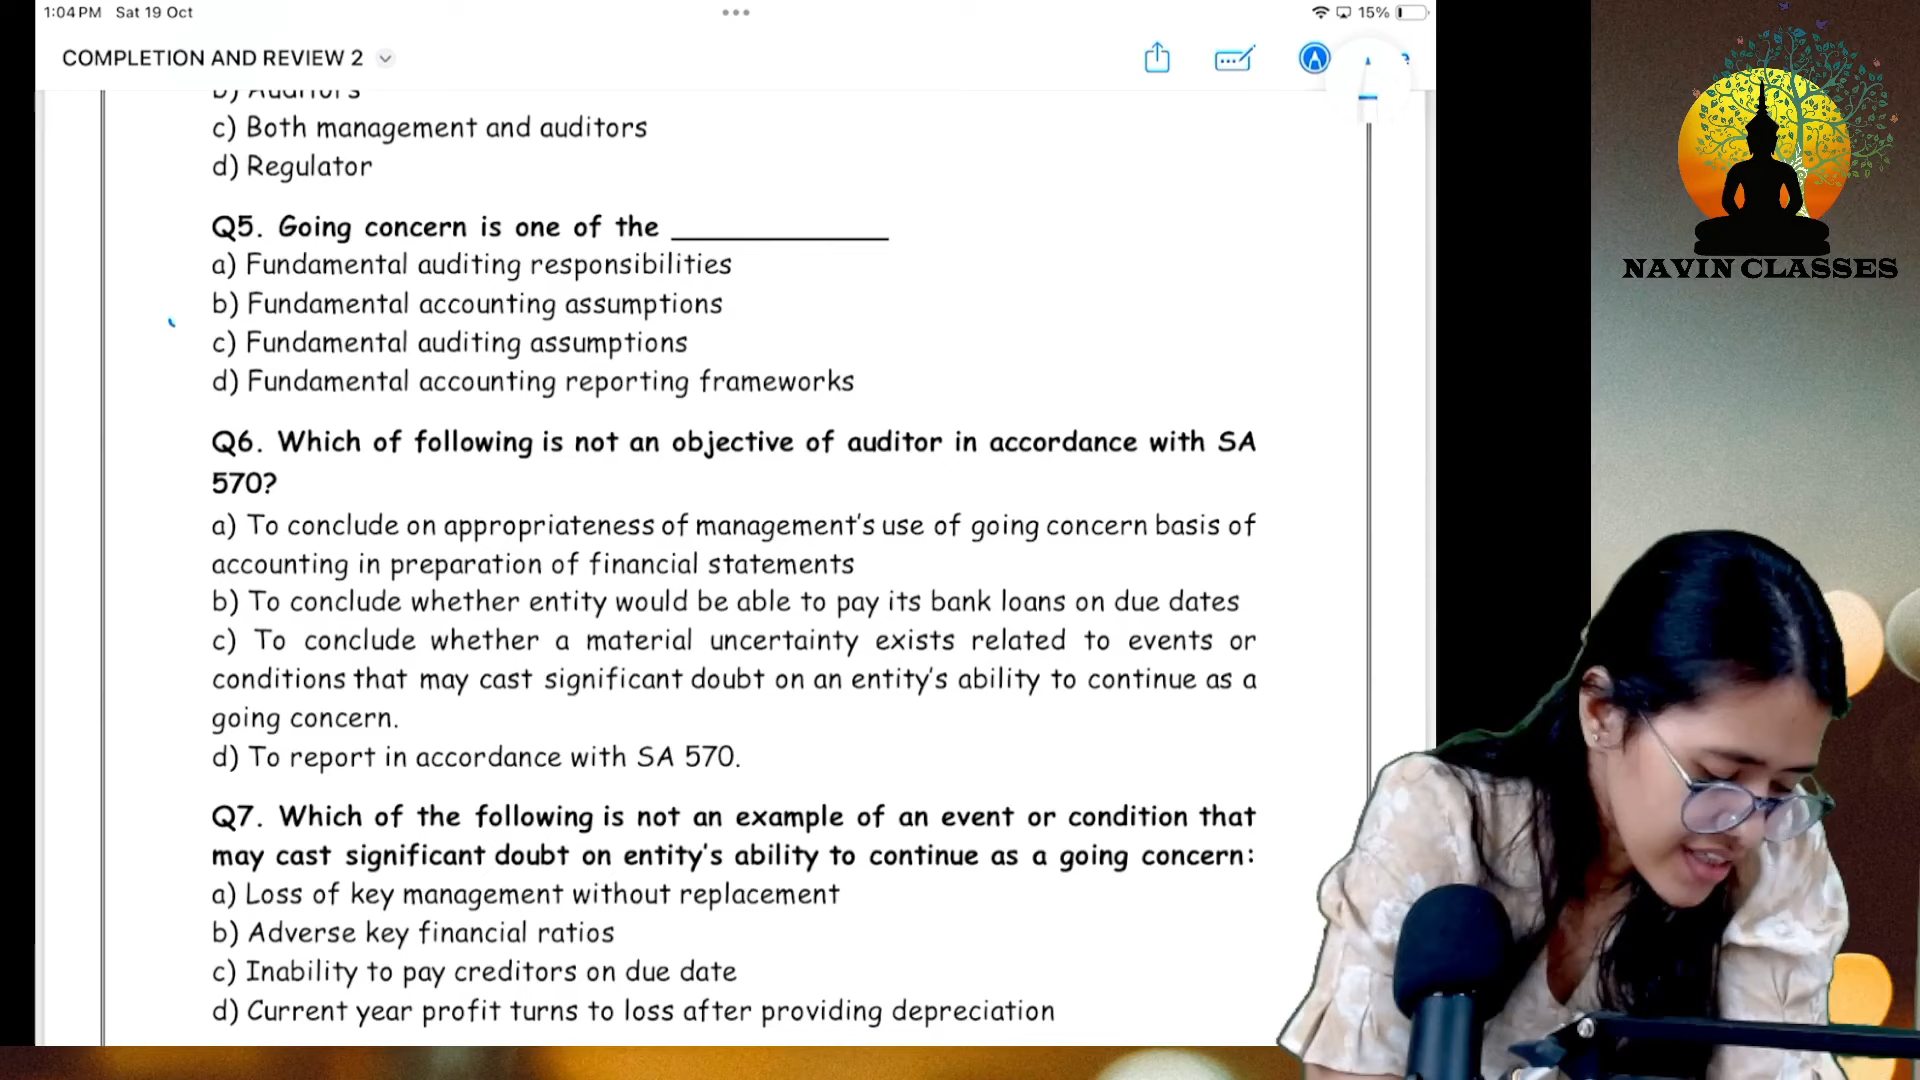 1:04 PM Sat 19 Oct
15%
COMPLETION AND REVIEW 2
b) Auditors
c) Both management and auditors
d) Regulator
Q5. Going concern is one of the _______________
a) Fundamental auditing responsibilities
b) Fundamental accounting assumptions
c) Fundamental auditing assumptions
d) Fundamental accounting reporting frameworks
Q6. Which of following is not an objective of auditor in accordance with SA
570?
a) To conclude on appropriateness of management's use of going concern basis of
accounting in preparation of financial statements
b) To conclude whether entity would be able to pay its bank loans on due dates
c) To conclude whether a material uncertainty exists related to events or
conditions that may cast significant doubt on an entity's ability to continue as a
going concern.
d) To report in accordance with SA 570.
Q7. Which of the following is not an example of an event or condition that
may cast significant doubt on entity's ability to continue as a going concern:
a) Loss of key management without replacement
b) Adverse key financial ratios
c) Inability to pay creditors on due date
d) Current year profit turns to loss after providing depreciation
NAVIN CLASSES